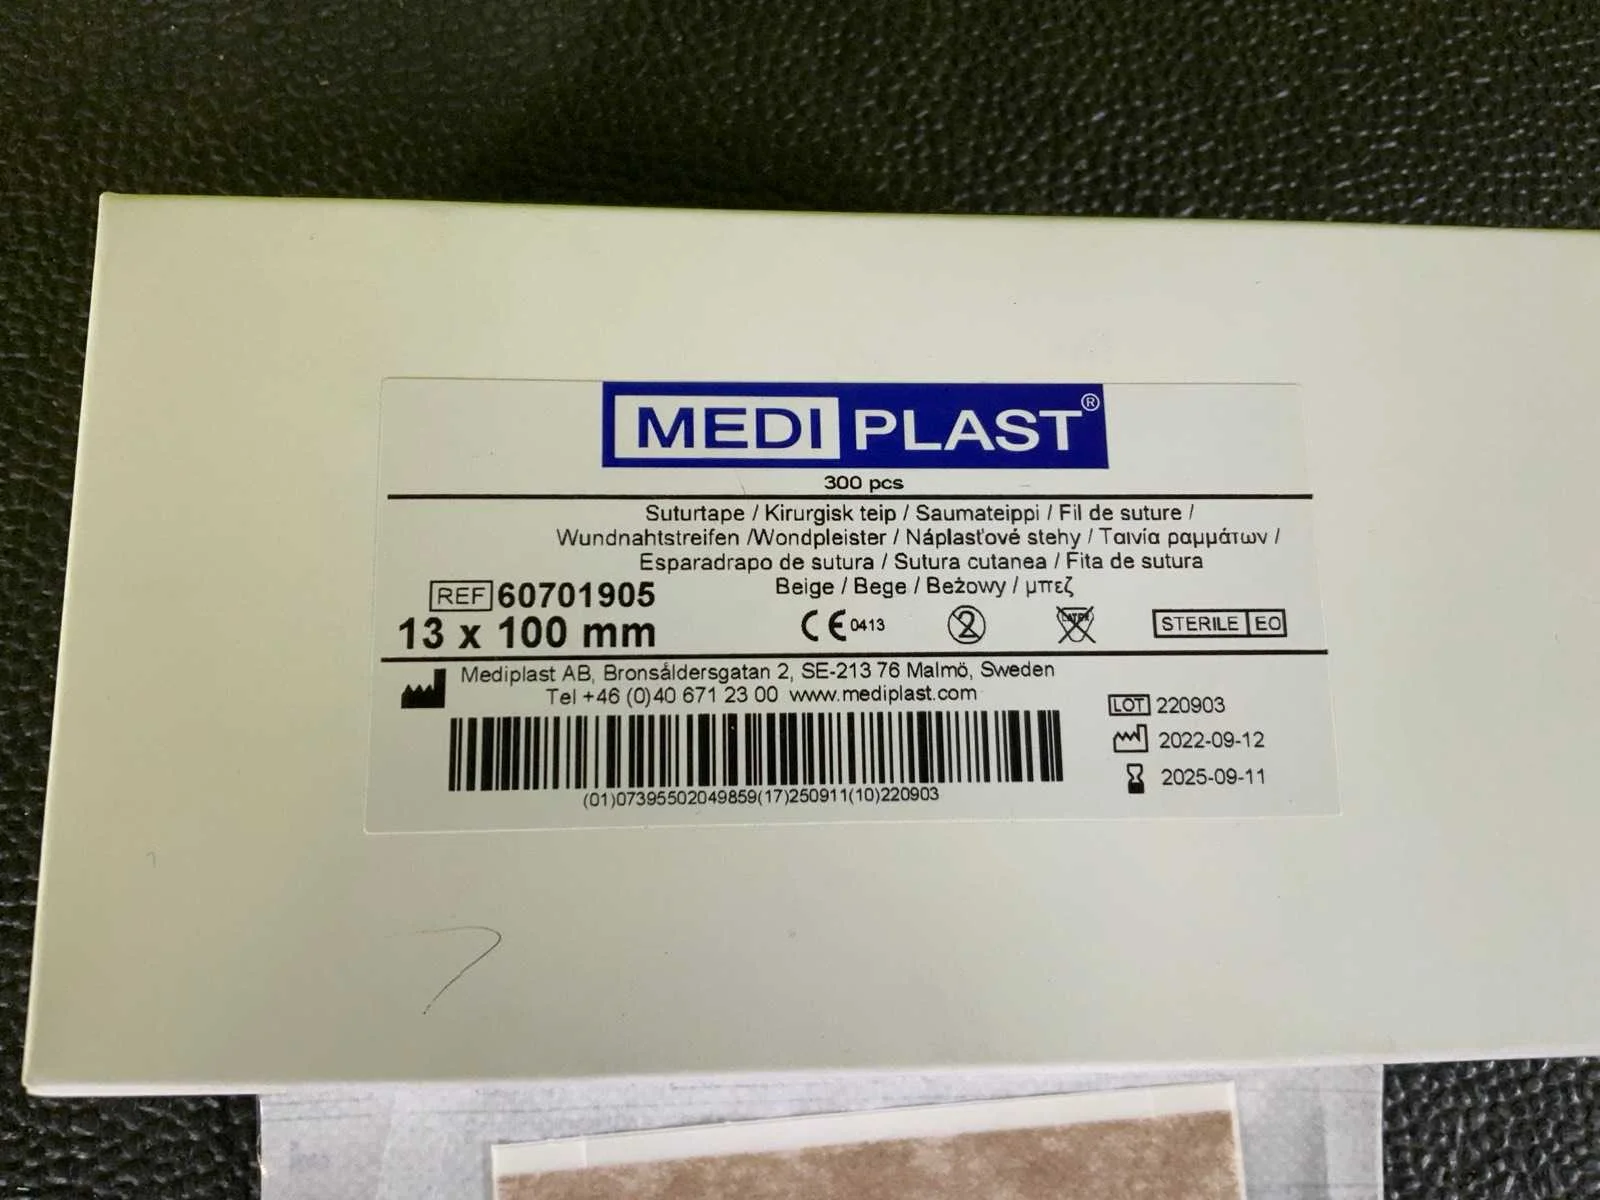 MEDIPLAST®
300 pcs
Suturtape / Kirurgisk teip / Saumateippi / Fil de suture /
Wundnahtstreifen /Wondpleister / Náplasťové stehy / Ταινία ραμμάτων /
Esparadrapo de sutura / Sutura cutanea / Fita de sutura
Beige / Bege / Beżowy / μπεζ
REF 60701905
13 x 100 mm
CE 0413
2
LATEX
STERILE EO
Mediplast AB, Bronsåldersgatan 2, SE-213 76 Malmö, Sweden
Tel +46 (0)40 671 23 00 www.mediplast.com
(01)07395502049859(17)250911(10)220903
LOT 220903
2022-09-12
2025-09-11